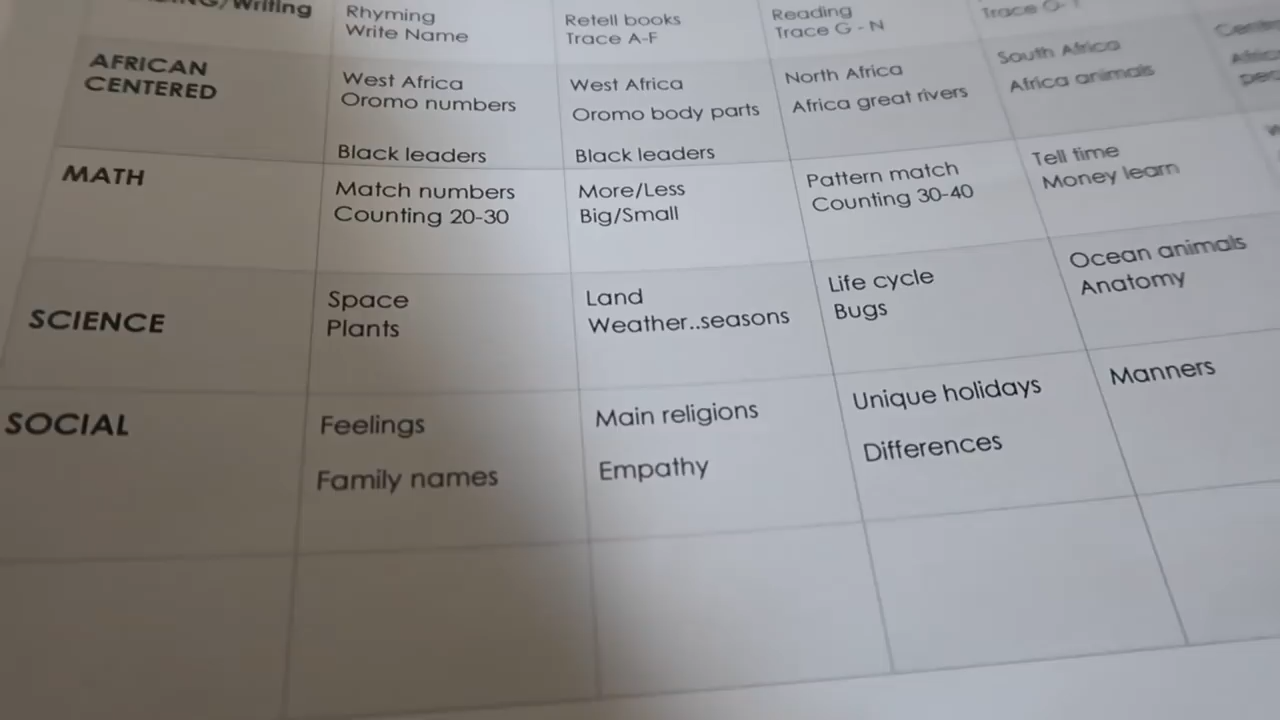 Writing
Rhyming
Write Name
Retell books
Trace A-F
Reading
Trace G - N
Trace
AFRICAN
CENTERED
West Africa
Oromo numbers
Black leaders
West Africa
Oromo body parts
Black leaders
North Africa
Africa great rivers
South Africa
Africa animals
MATH
Match numbers
Counting 20-30
More/Less
Big/Small
Pattern match
Counting 30-40
Tell time
Money learn
SCIENCE
Space
Plants
Land
Weather..seasons
Life cycle
Bugs
Ocean animals
Anatomy
SOCIAL
Feelings
Family names
Main religions
Empathy
Unique holidays
Differences
Manners